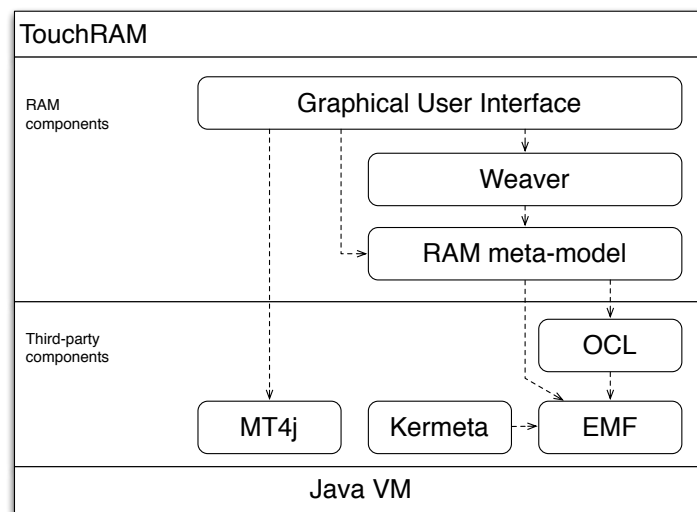 TouchRAM
RAM
components
Graphical User Interface
Weaver
RAM meta-model
Third-party
components
OCL
MT4j
Kermeta
EMF
Java VM